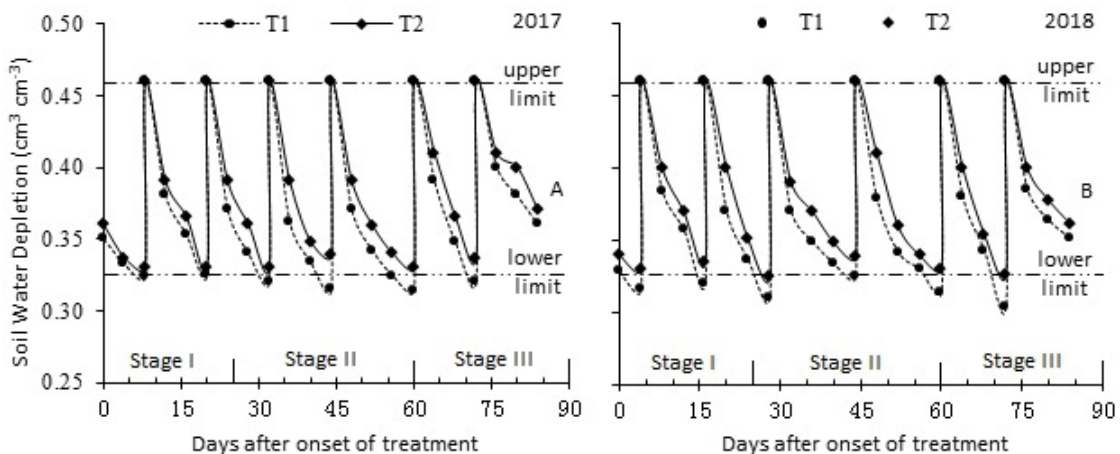 Soil Water Depletion (cm³ cm⁻³)
0.50
0.45
0.40
0.35
0.30
0.25
T1 T2 2017
upper
limit
A
lower
limit
Stage I Stage II Stage III
0 15 30 45 60 75 90
Days after onset of treatment
T1 T2 2018
upper
limit
B
lower
limit
Stage I Stage II Stage III
0 15 30 45 60 75 90
Days after onset of treatment